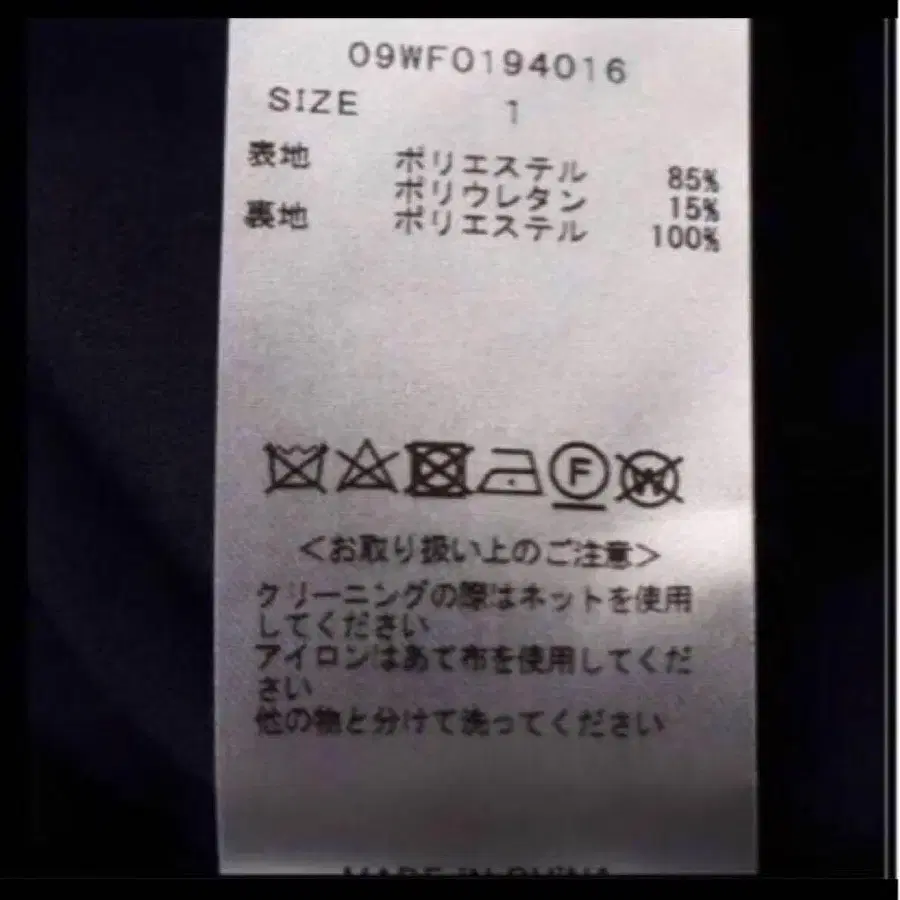 09WF0194016
SIZE 1
表地 ポリエステル 85%
ポリウレタン 15%
裏地 ポリエステル 100%
F W
<お取り扱い上のご注意>
クリーニングの際はネットを使用
してください
アイロンはあて布を使用してくだ
さい
他の物と分けて洗ってください
MADE IN CHINA